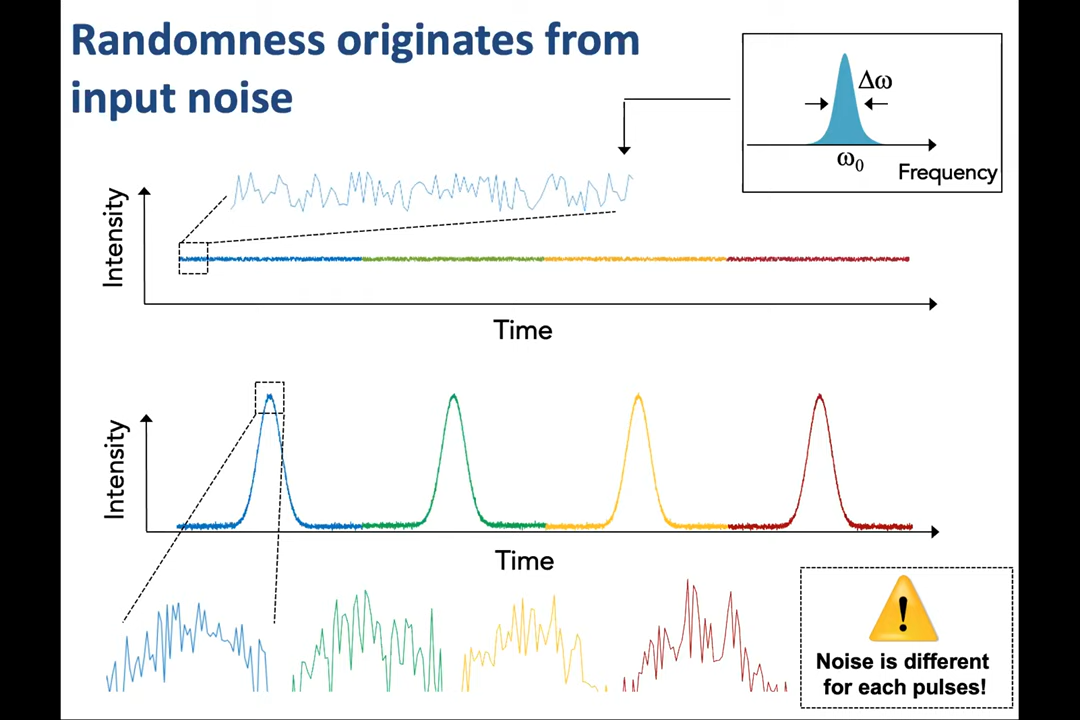 Randomness originates from
input noise
Δω
ω₀
Frequency
Intensity
Time
Intensity
Time
!
Noise is different
for each pulses!